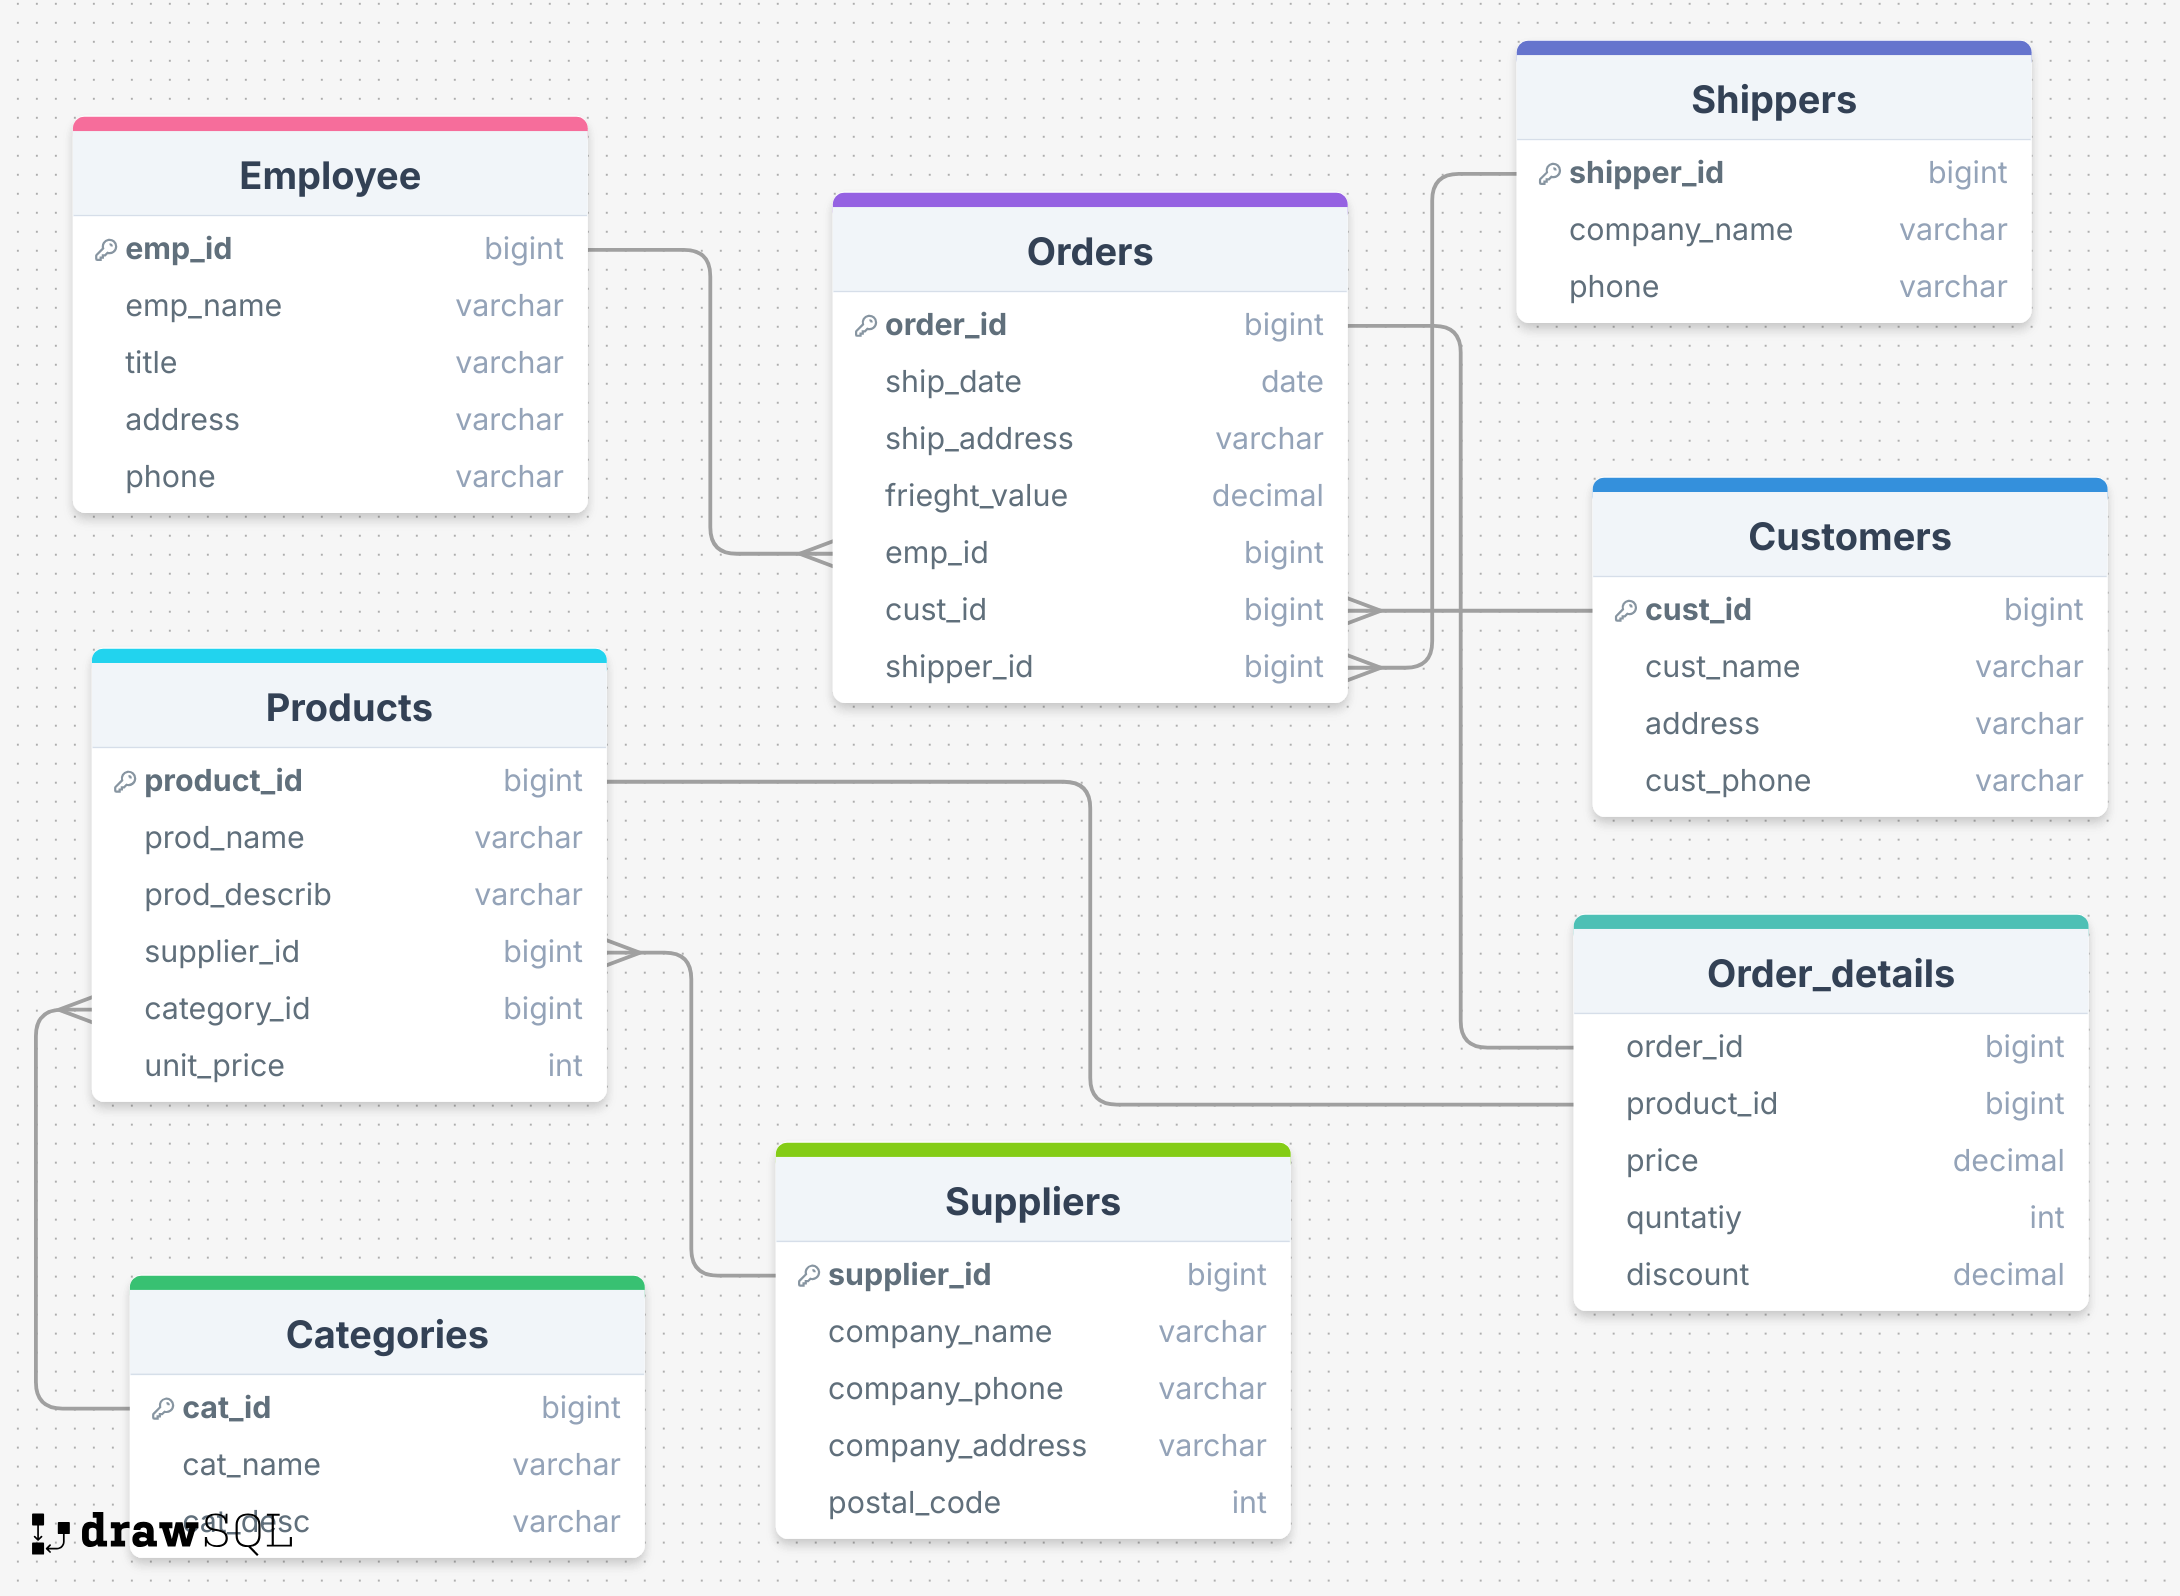 Employee
emp_id bigint
emp_name varchar
title varchar
address varchar
phone varchar
Orders
order_id bigint
ship_date date
ship_address varchar
frieght_value decimal
emp_id bigint
cust_id bigint
shipper_id bigint
Shippers
shipper_id bigint
company_name varchar
phone varchar
Customers
cust_id bigint
cust_name varchar
address varchar
cust_phone varchar
Products
product_id bigint
prod_name varchar
prod_describ varchar
supplier_id bigint
category_id bigint
unit_price int
Order_details
order_id bigint
product_id bigint
price decimal
quntatiy int
discount decimal
Suppliers
supplier_id bigint
company_name varchar
company_phone varchar
company_address varchar
postal_code int
Categories
cat_id bigint
cat_name varchar
cat_desc varchar
drawSQL